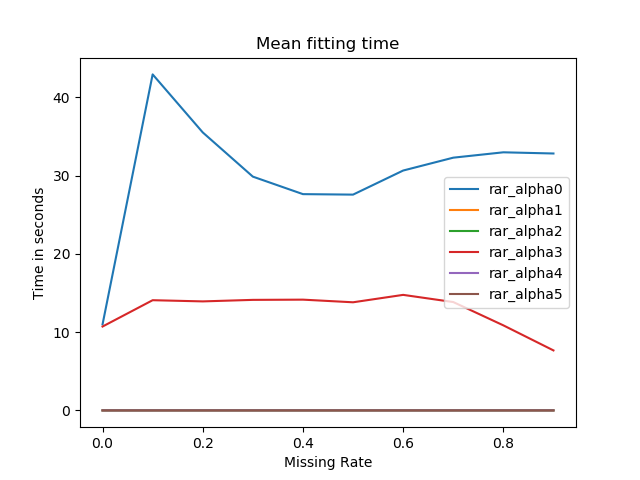 Mean fitting time
Time in seconds
40
30
20
10
0
rar_alpha0
rar_alpha1
rar_alpha2
rar_alpha3
rar_alpha4
rar_alpha5
0.0 0.2 0.4 0.6 0.8
Missing Rate